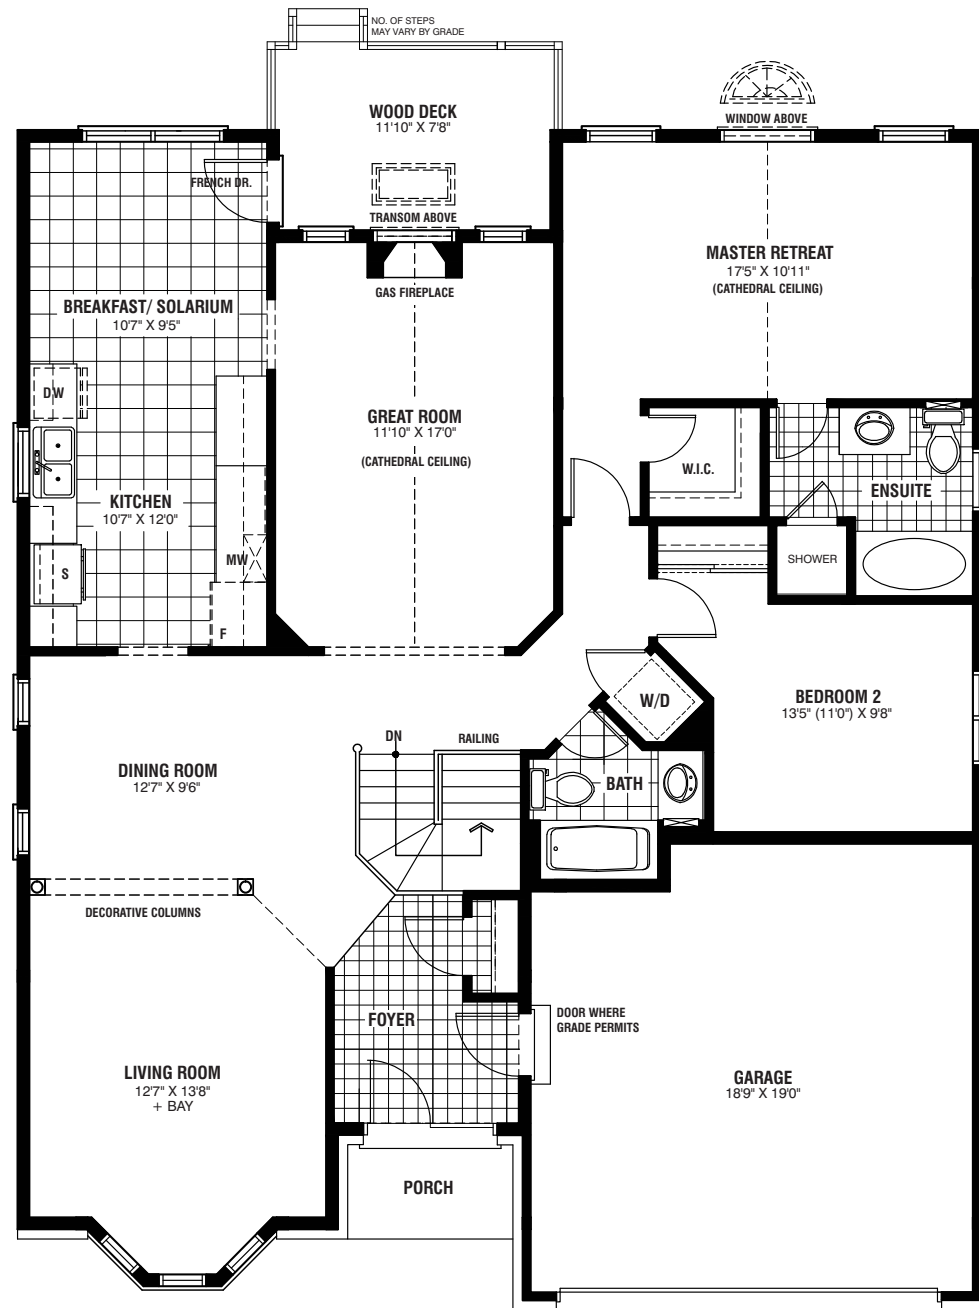 NO. OF STEPS
MAY VARY BY GRADE
WOOD DECK
11'10" X 7'8"
WINDOW ABOVE
FRENCH DR.
TRANSOM ABOVE
MASTER RETREAT
17'5" X 10'11"
(CATHEDRAL CEILING)
GAS FIREPLACE
BREAKFAST/ SOLARIUM
10'7" X 9'5"
DW
GREAT ROOM
11'10" X 17'0"
(CATHEDRAL CEILING)
W.I.C.
ENSUITE
KITCHEN
10'7" X 12'0"
MW
SHOWER
S
F
W/D
BEDROOM 2
13'5" (11'0") X 9'8"
DN
RAILING
DINING ROOM
12'7" X 9'6"
BATH
DECORATIVE COLUMNS
FOYER
DOOR WHERE
GRADE PERMITS
LIVING ROOM
12'7" X 13'8"
+ BAY
GARAGE
18'9" X 19'0"
PORCH